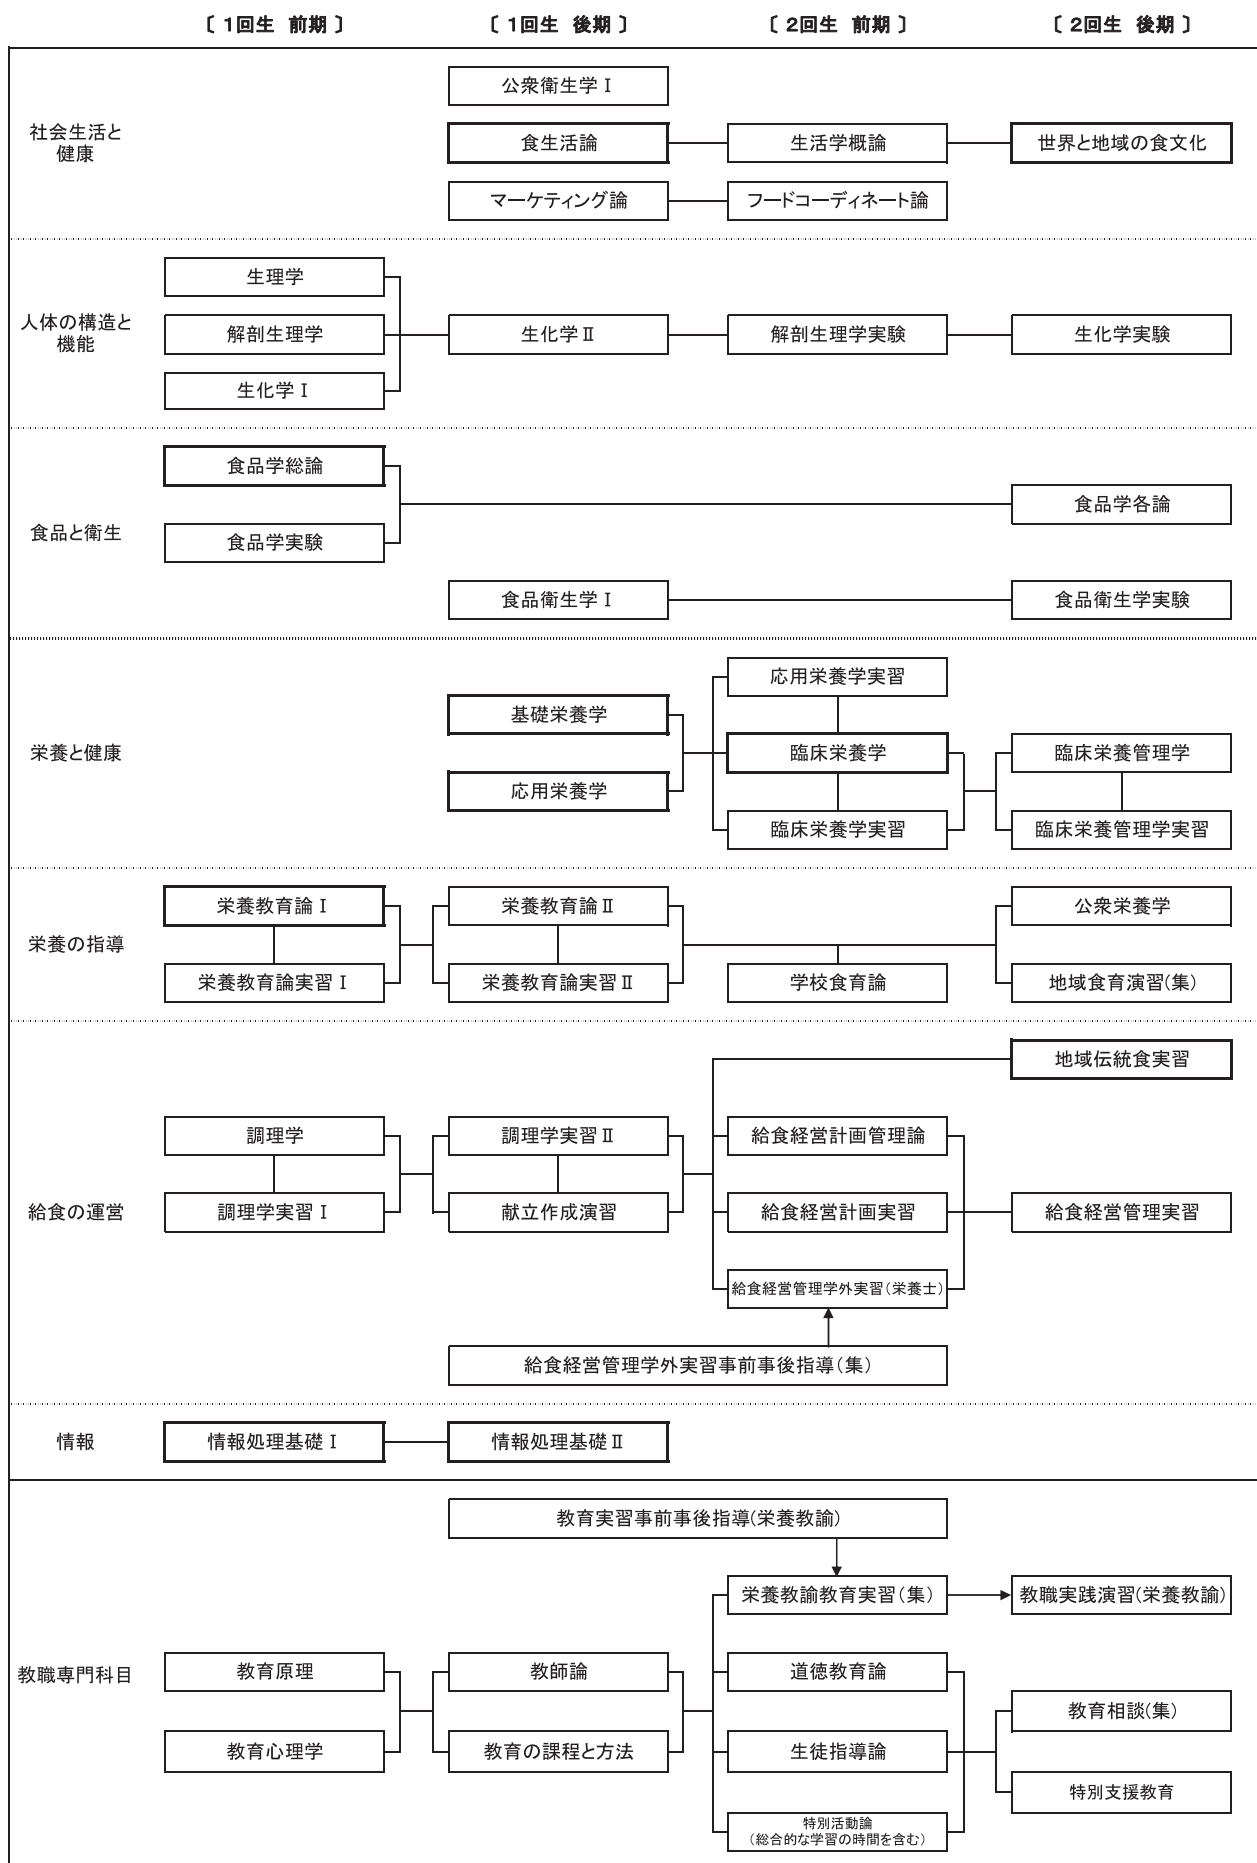 〔 1回生　前期 〕
〔 1回生　後期 〕
〔 2回生　前期 〕
〔 2回生　後期 〕
社会生活と
健康
公衆衛生学Ⅰ
食生活論
生活学概論
世界と地域の食文化
マーケティング論
フードコーディネート論
人体の構造と
機能
生理学
解剖生理学
生化学Ⅱ
解剖生理学実験
生化学実験
生化学Ⅰ
食品と衛生
食品学総論
食品学各論
食品学実験
食品衛生学Ⅰ
食品衛生学実験
栄養と健康
応用栄養学実習
基礎栄養学
臨床栄養学
臨床栄養管理学
応用栄養学
臨床栄養学実習
臨床栄養管理学実習
栄養の指導
栄養教育論Ⅰ
栄養教育論Ⅱ
公衆栄養学
栄養教育論実習Ⅰ
栄養教育論実習Ⅱ
学校食育論
地域食育演習(集)
給食の運営
地域伝統食実習
調理学
調理学実習Ⅱ
給食経営計画管理論
調理学実習Ⅰ
献立作成演習
給食経営計画実習
給食経営管理実習
給食経営管理学外実習(栄養士)
給食経営管理学外実習事前事後指導(集)
情報
情報処理基礎Ⅰ
情報処理基礎Ⅱ
教職専門科目
教育実習事前事後指導(栄養教諭)
栄養教諭教育実習(集)
教職実践演習(栄養教諭)
教育原理
教師論
道徳教育論
教育相談(集)
教育心理学
教育の課程と方法
生徒指導論
特別支援教育
特別活動論
(総合的な学習の時間を含む)